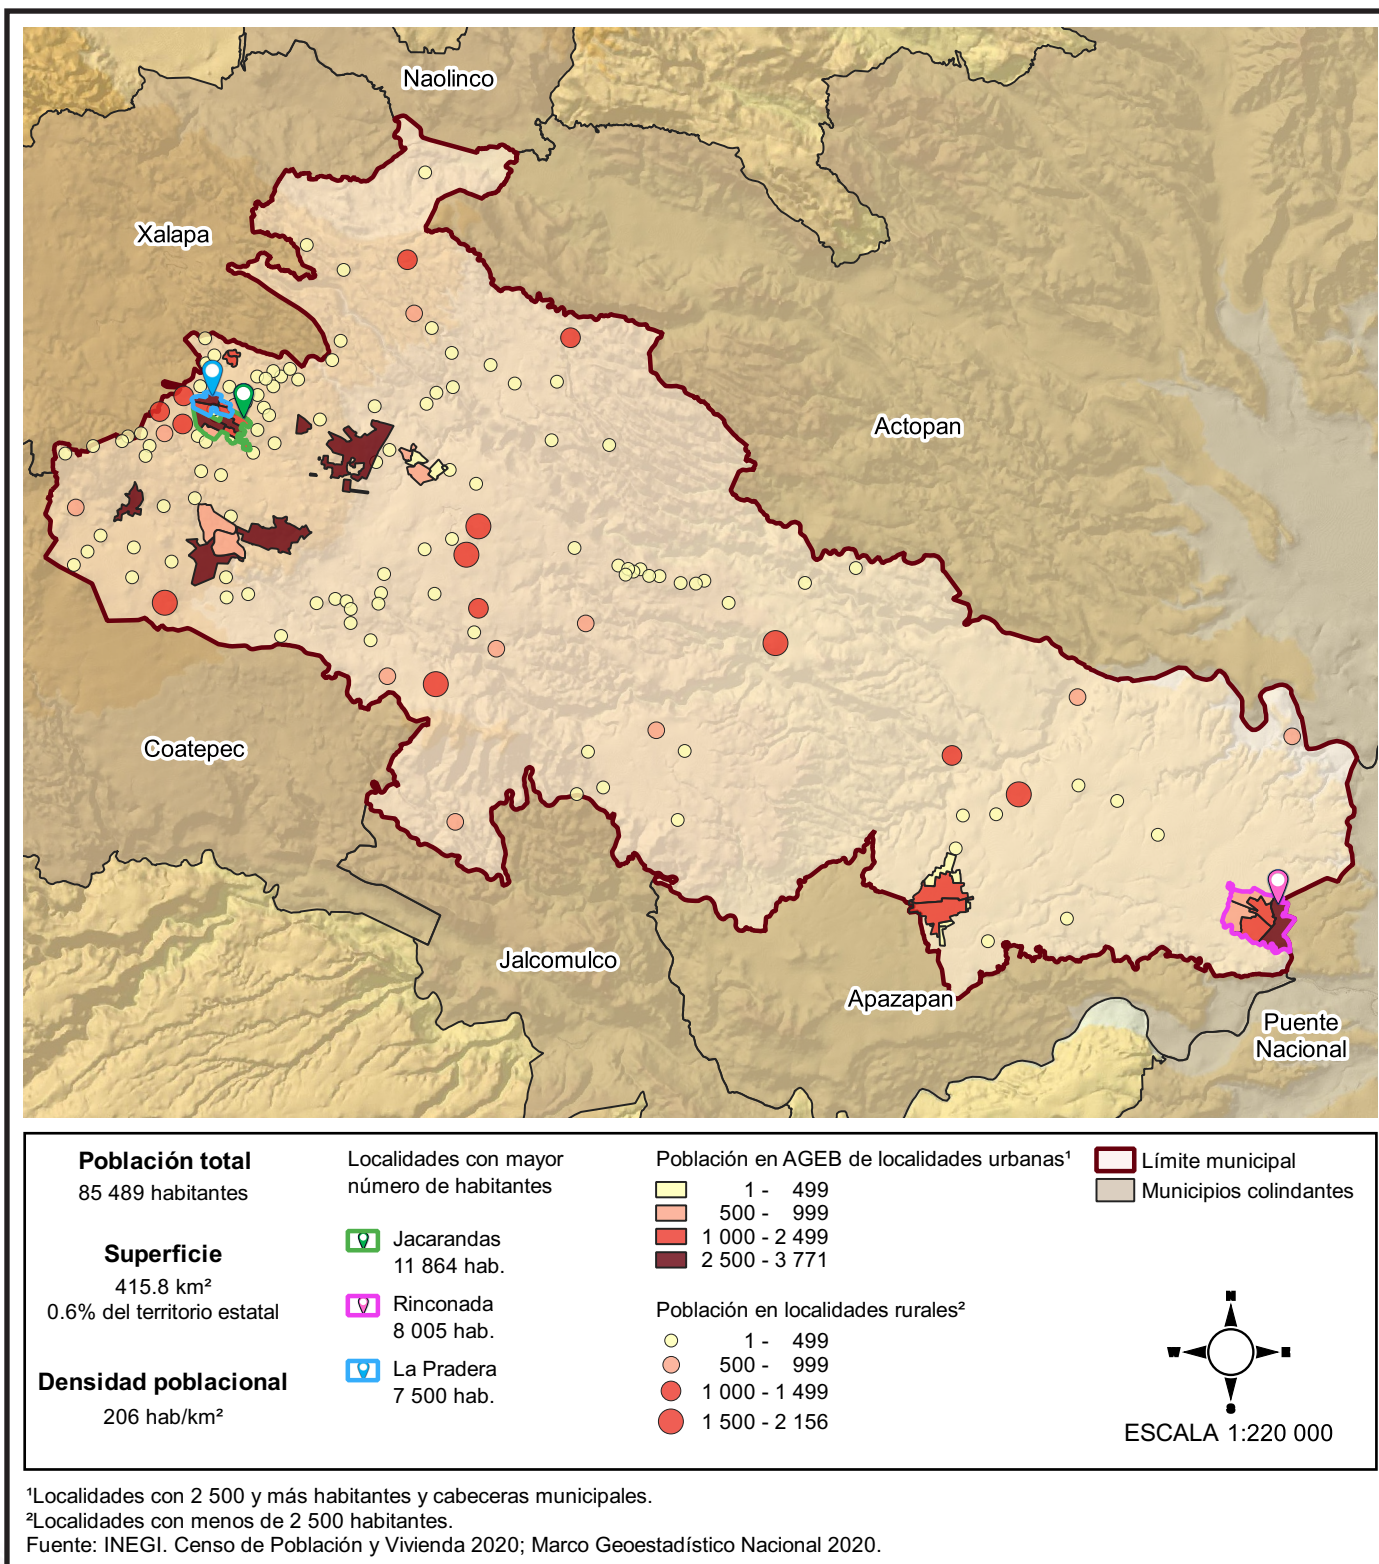 Naolinco
Xalapa
Actopan
Coatepec
Jalcomulco
Apazapan
Puente
Nacional
Población total
85 489 habitantes
Superficie
415.8 km²
0.6% del territorio estatal
Densidad poblacional
206 hab/km²
Localidades con mayor
número de habitantes
Jacarandas
11 864 hab.
Rinconada
8 005 hab.
La Pradera
7 500 hab.
Población en AGEB de localidades urbanas¹
1 - 499
500 - 999
1 000 - 2 499
2 500 - 3 771
Población en localidades rurales²
1 - 499
500 - 999
1 000 - 1 499
1 500 - 2 156
Límite municipal
Municipios colindantes
N
W E
S
ESCALA 1:220 000
¹Localidades con 2 500 y más habitantes y cabeceras municipales.
²Localidades con menos de 2 500 habitantes.
Fuente: INEGI. Censo de Población y Vivienda 2020; Marco Geoestadístico Nacional 2020.